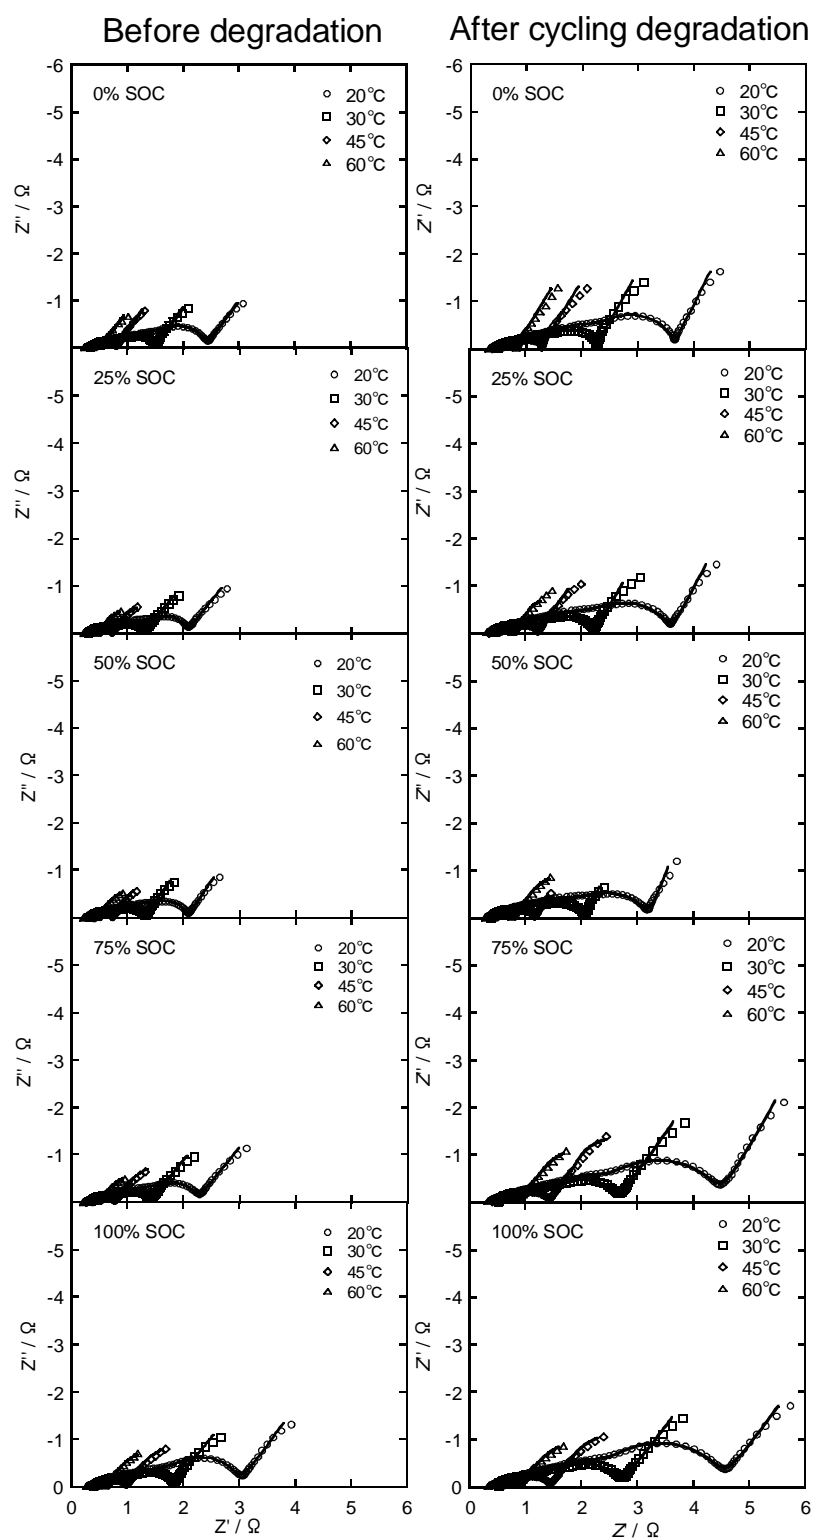 Before degradation
After cycling degradation
-6
-5
-4
-3
-2
-1
0
Z'' / Ω
0% SOC
20°C
30°C
45°C
60°C
-6
-5
-4
-3
-2
-1
0
Z'' / Ω
0% SOC
20°C
30°C
45°C
60°C
-5
-4
-3
-2
-1
Z'' / Ω
25% SOC
20°C
30°C
45°C
60°C
-5
-4
-3
-2
-1
0
Z'' / Ω
25% SOC
20°C
30°C
45°C
60°C
-5
-4
-3
-2
-1
Z'' / Ω
50% SOC
20°C
30°C
45°C
60°C
-5
-4
-3
-2
-1
0
Z'' / Ω
50% SOC
20°C
30°C
45°C
60°C
-5
-4
-3
-2
-1
Z'' / Ω
75% SOC
20°C
30°C
45°C
60°C
-5
-4
-3
-2
-1
0
Z'' / Ω
75% SOC
20°C
30°C
45°C
60°C
-5
-4
-3
-2
-1
0
Z'' / Ω
100% SOC
20°C
30°C
45°C
60°C
0 1 2 3 4 5 6
Z' / Ω
-5
-4
-3
-2
-1
0
Z'' / Ω
100% SOC
20°C
30°C
45°C
60°C
0 1 2 3 4 5 6
Z' / Ω